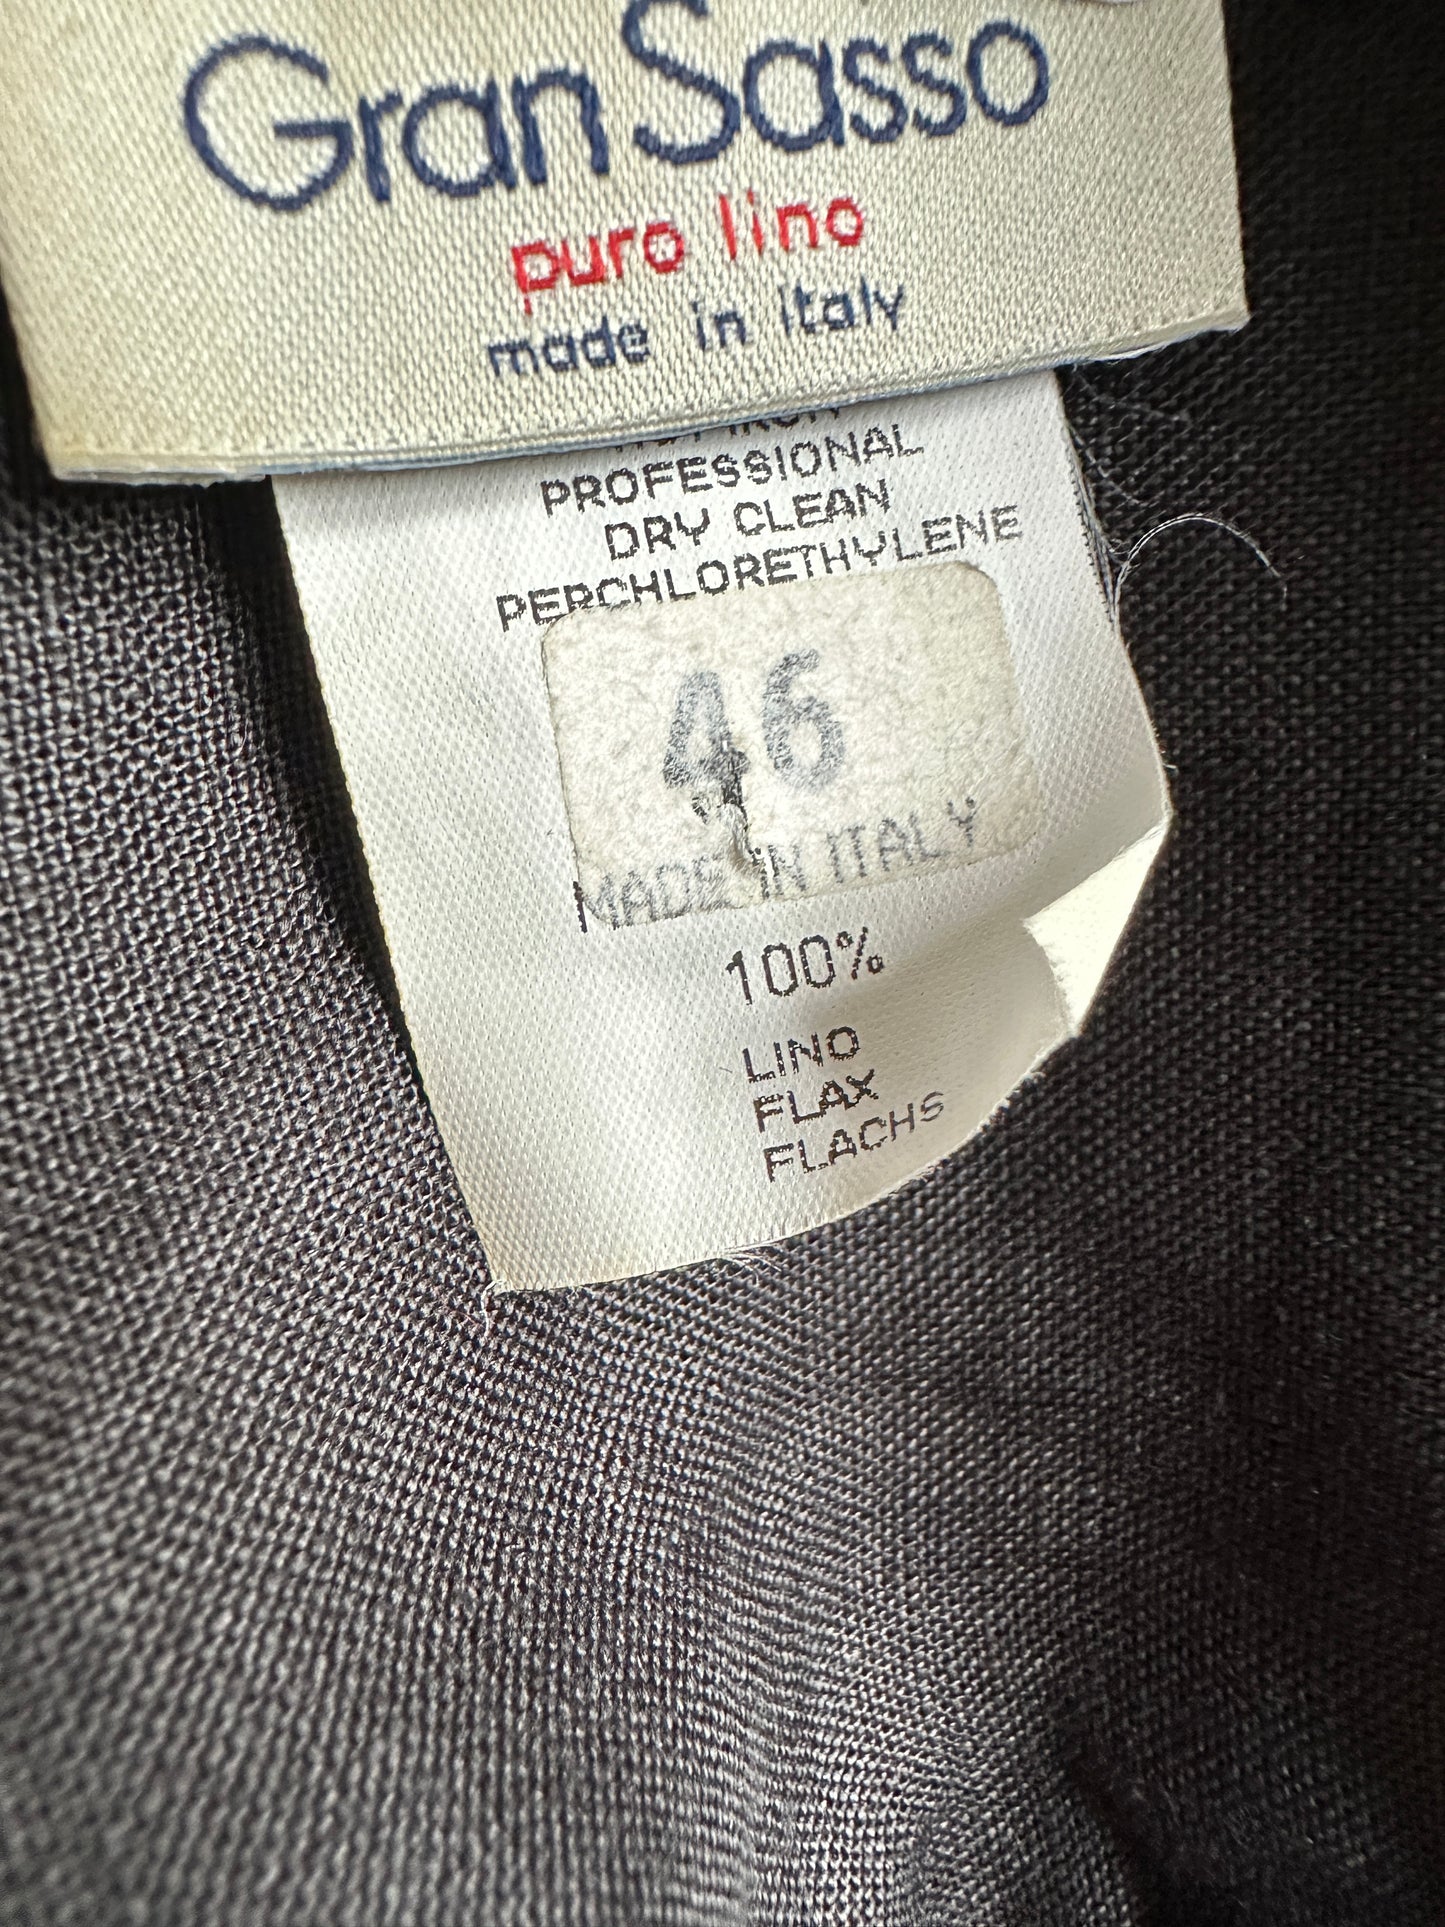 Gran Sasso
puro lino
made in italy
IRON
PROFESSIONAL
DRY CLEAN
PERCHLORETHYLENE
46
MADE IN ITALY
100%
LINO
FLAX
FLACHS